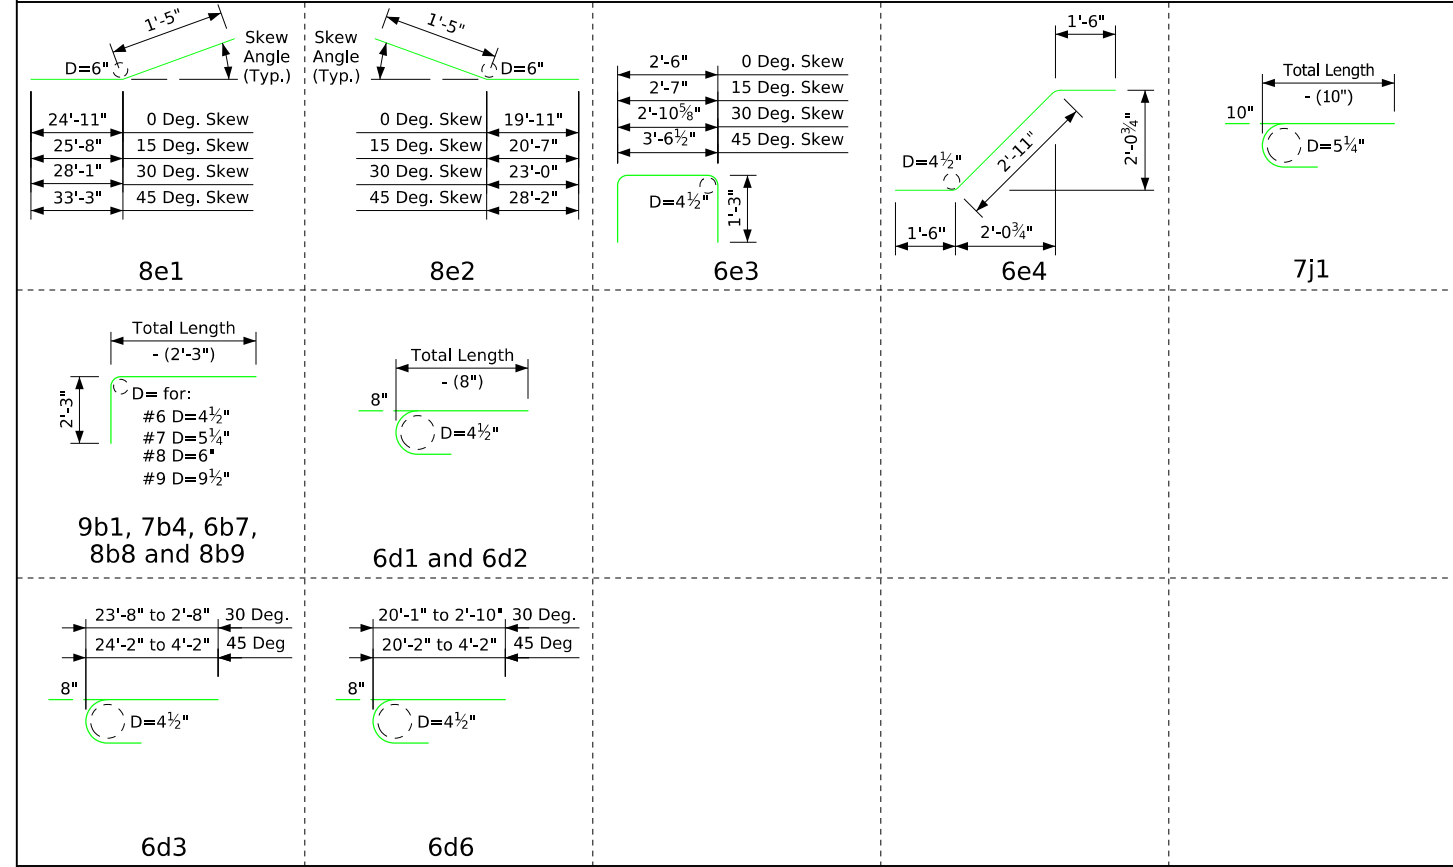 1'-5"
D=6"
Skew
Angle
(Typ.)
24'-11" 0 Deg. Skew
25'-8" 15 Deg. Skew
28'-1" 30 Deg. Skew
33'-3" 45 Deg. Skew
8e1
1'-5"
Skew
Angle
(Typ.)
D=6"
0 Deg. Skew 19'-11"
15 Deg. Skew 20'-7"
30 Deg. Skew 23'-0"
45 Deg. Skew 28'-2"
8e2
2'-6" 0 Deg. Skew
2'-7" 15 Deg. Skew
2'-10⅝" 30 Deg. Skew
3'-6½" 45 Deg. Skew
D=4½"
1'-3"
6e3
1'-6"
D=4½"
2'-11"
2'-0¾"
1'-6"
2'-0¾"
6e4
Total Length
- (10")
10"
D=5¼"
7j1
Total Length
- (2'-3")
2'-3"
D= for:
#6 D=4½"
#7 D=5¼"
#8 D=6"
#9 D=9½"
9b1, 7b4, 6b7,
8b8 and 8b9
Total Length
- (8")
8"
D=4½"
6d1 and 6d2
23'-8" to 2'-8" 30 Deg.
24'-2" to 4'-2" 45 Deg
8"
D=4½"
6d3
20'-1" to 2'-10" 30 Deg.
20'-2" to 4'-2" 45 Deg
8"
D=4½"
6d6